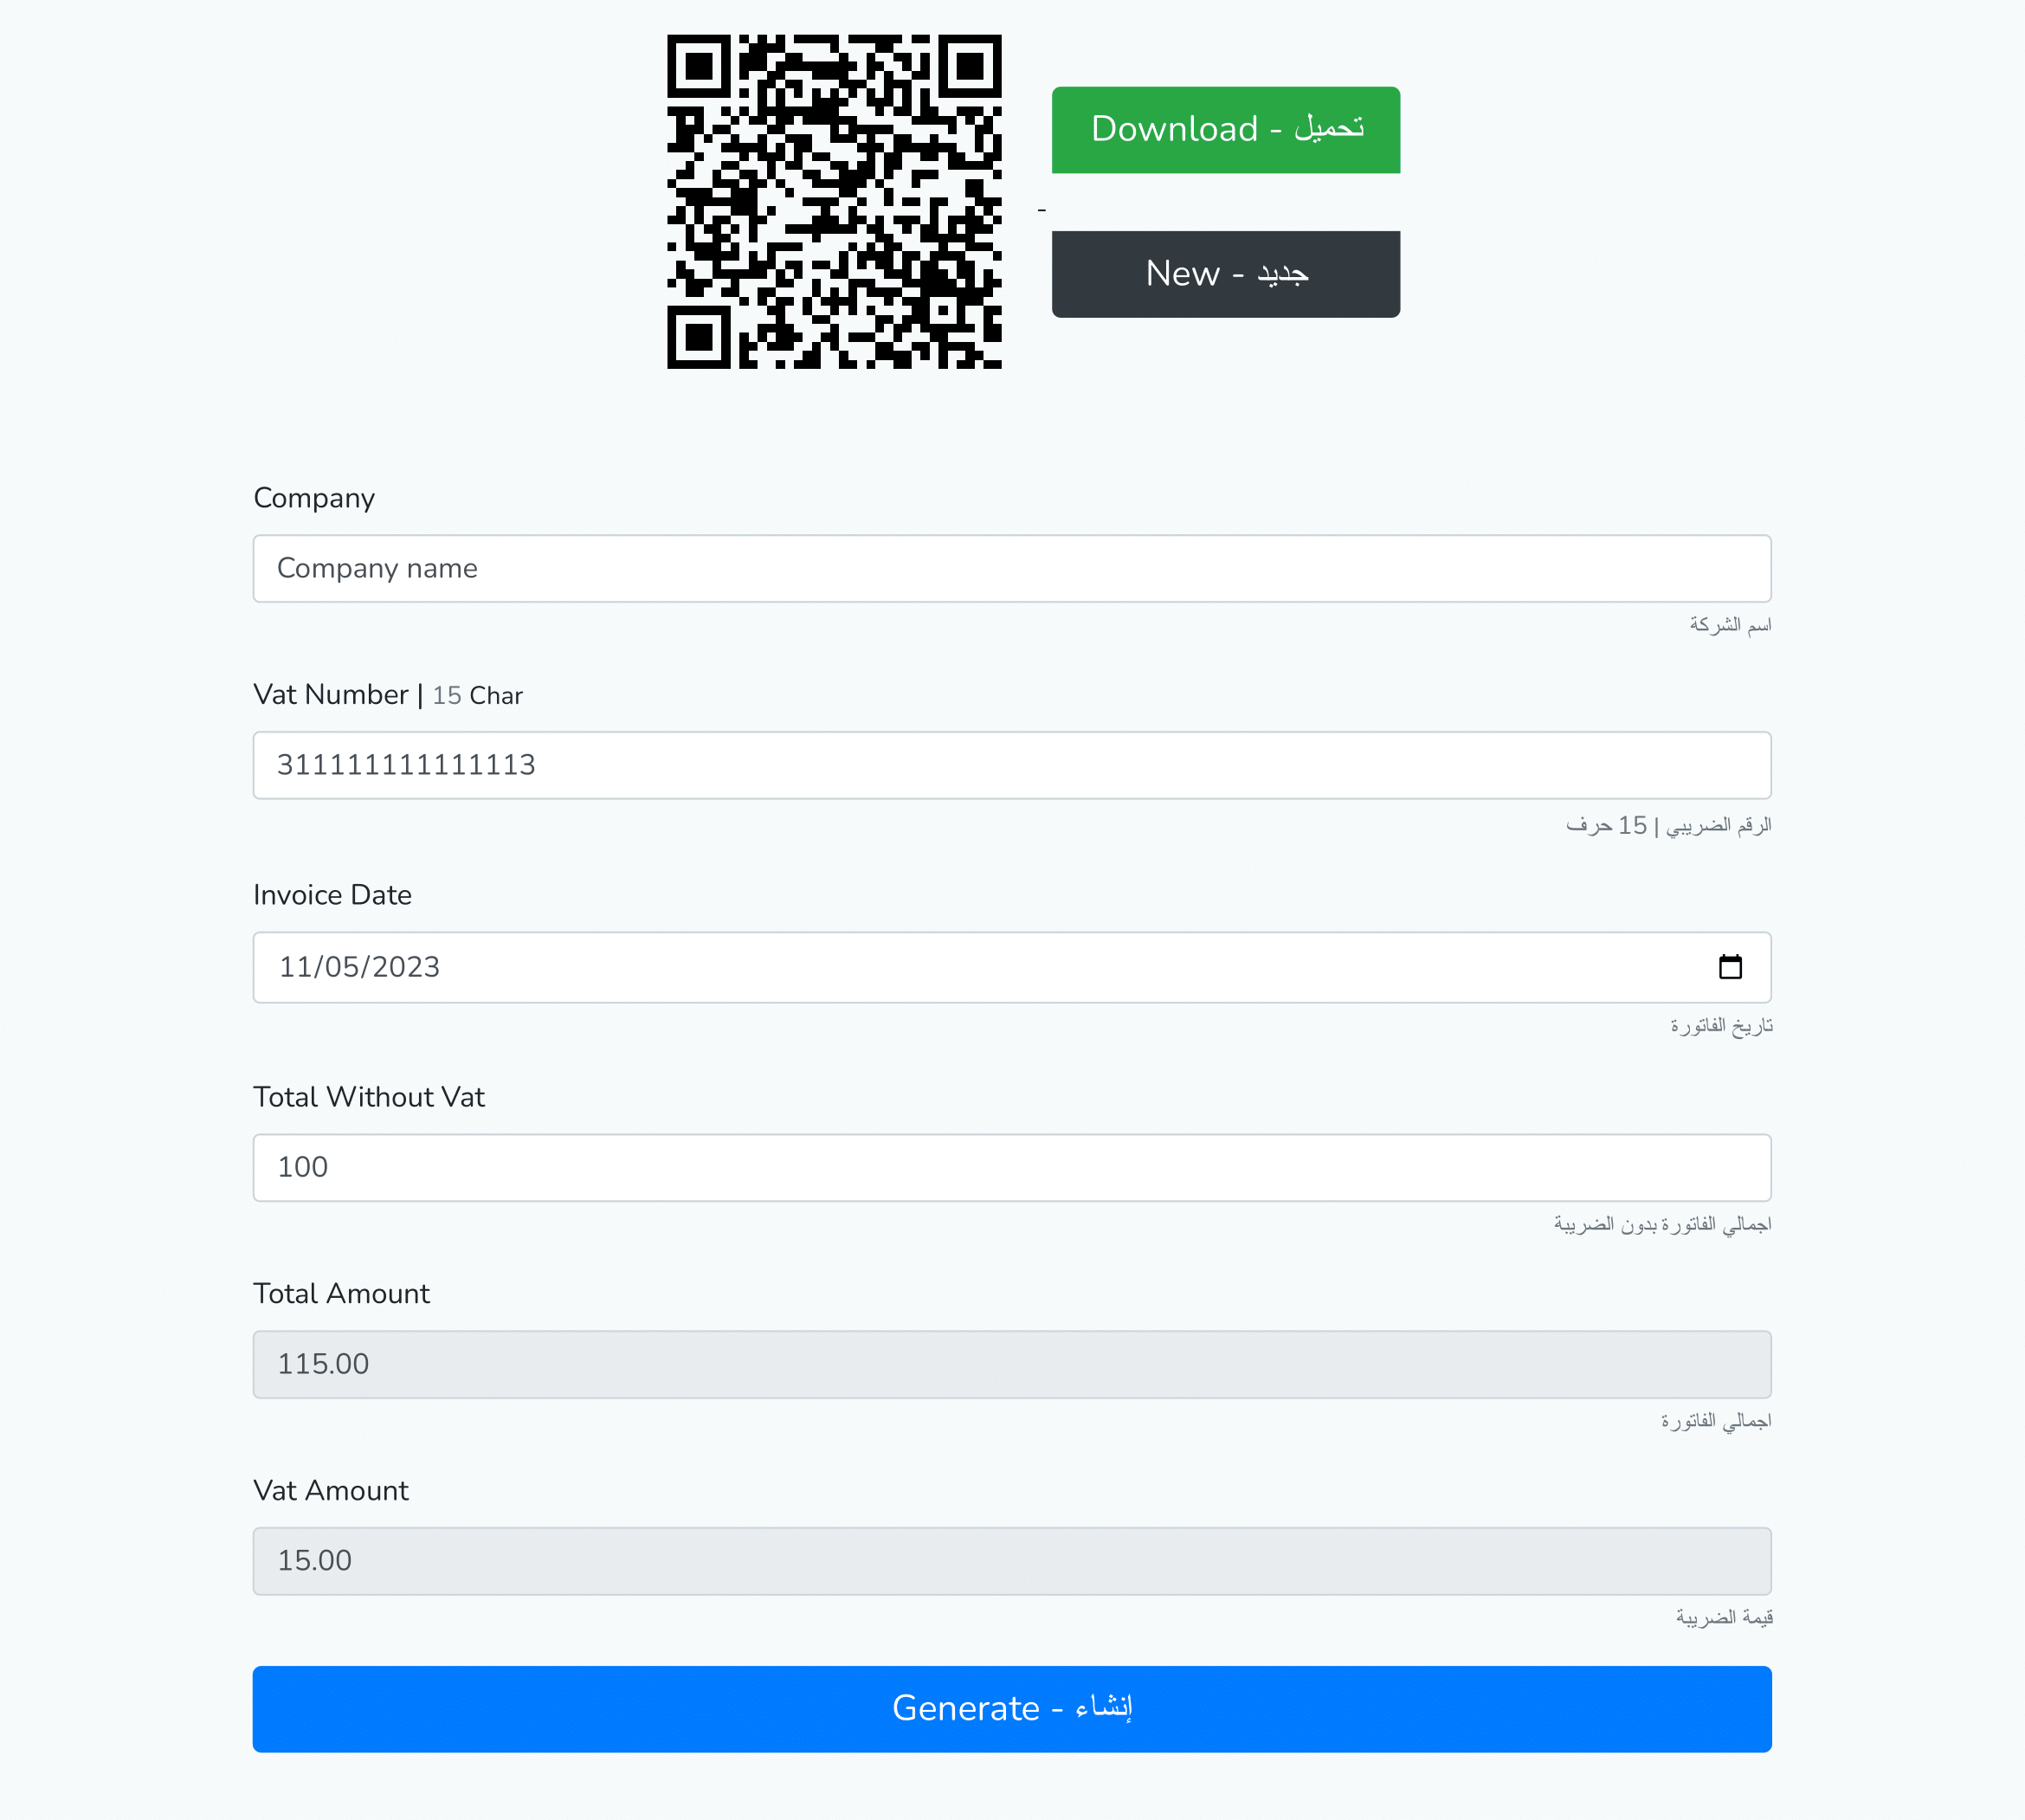 Download - تحميل
-
New - جديد
Company
Company name
اسم الشركة
Vat Number | 15 Char
311111111111113
الرقم الضريبي | 15 حرف
Invoice Date
11/05/2023
تاريخ الفاتورة
Total Without Vat
100
اجمالي الفاتورة بدون الضريبة
Total Amount
115.00
اجمالي الفاتورة
Vat Amount
15.00
قيمة الضريبة
Generate - إنشاء